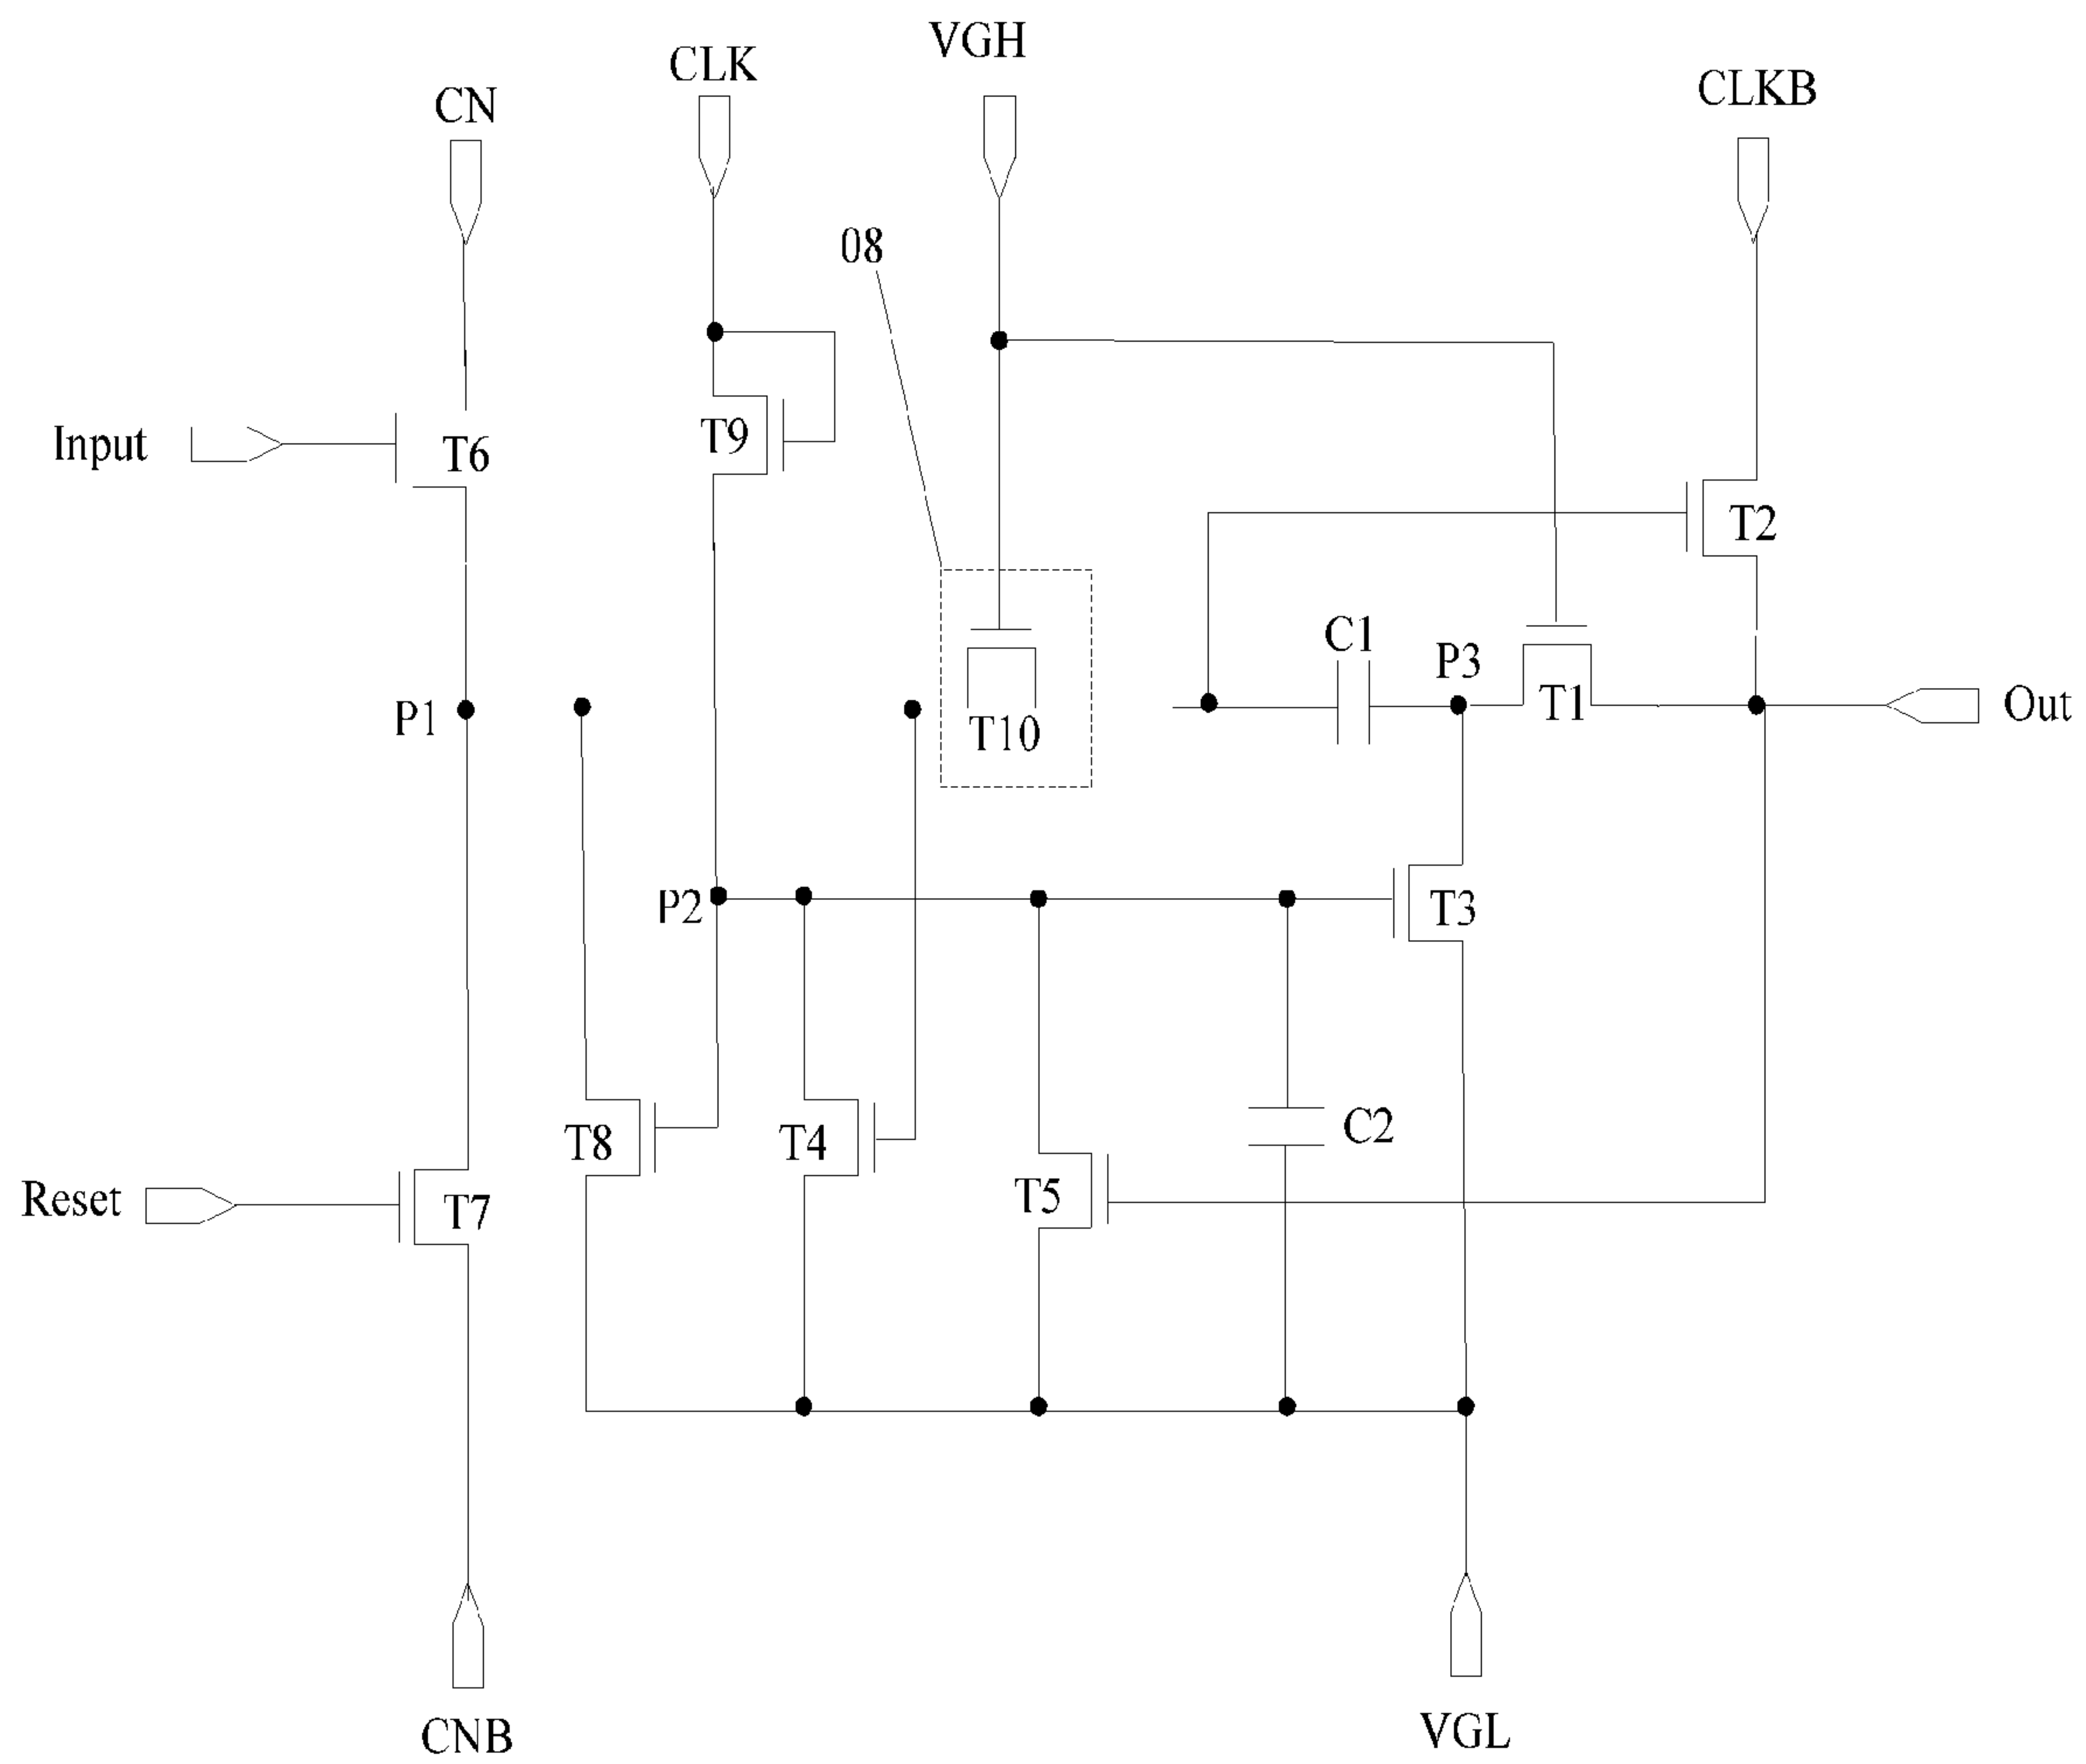 VGH
CLK
CLKB
CN
08
T9
Input
T6
T2
C1
P3
T1
Out
P1
T10
P2
T3
C2
T8
T4
T5
Reset
T7
CNB
VGL